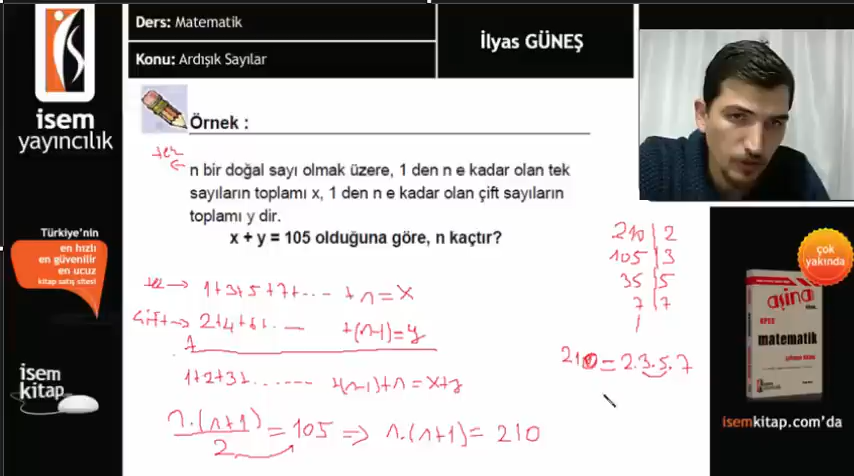 Ders: Matematik
Konu: Ardışık Sayılar
İlyas GÜNEŞ
isem
yayıncılık
Örnek :
tek
n bir doğal sayı olmak üzere, 1 den n e kadar olan tek
sayıların toplamı x, 1 den n e kadar olan çift sayıların
toplamı y dir.
x + y = 105 olduğuna göre, n kaçtır?
Türkiye'nin
en hızlı
en güvenilir
en ucuz
kitap satış sitesi
tek → 1+3+5+7+.... +n=x
Çift → 2+4+6+.... +(n-1)=y
+
1+2+3+........ +(n-1)+n=x+y
n.(n+1)/2 = 105 ⇒ n.(n+1)= 210
210 | 2
105 | 3
35 | 5
7 | 7
1
210 = 2.3.5.7
isem
kitap
çok
yakında
aşina
KPSS
matematik
isemkitap.com'da